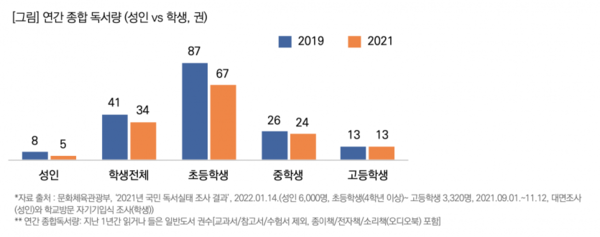 [그림] 연간 종합 독서량 (성인 vs 학생, 권)
2019 2021
87
67
41
34
26
24
13 13
8
5
성인 학생전체 초등학생 중학생 고등학생
*자료 출처 : 문화체육관광부, '2021년 국민 독서실태 조사 결과', 2022.01.14.(성인 6,000명, 초등학생(4학년 이상)~ 고등학생 3,320명, 2021.09.01.~11.12, 대면조사
(성인)와 학교방문 자기기입식 조사(학생))
** 연간 종합독서량: 지난 1년간 읽거나 들은 일반도서 권수[교과서/참고서/수험서 제외, 종이책/전자책/소리책(오디오북) 포함]